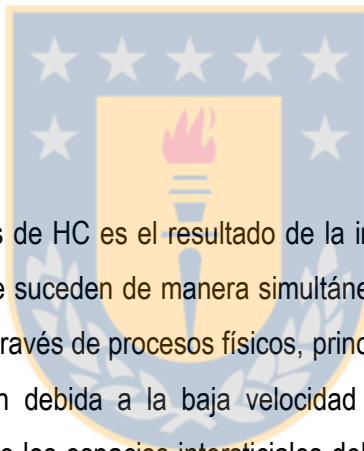 s de HC es el resultado de la i
e suceden de manera simultáne
ravés de procesos físicos, princ
n debida a la baja velocidad
los espacios intersticiales del